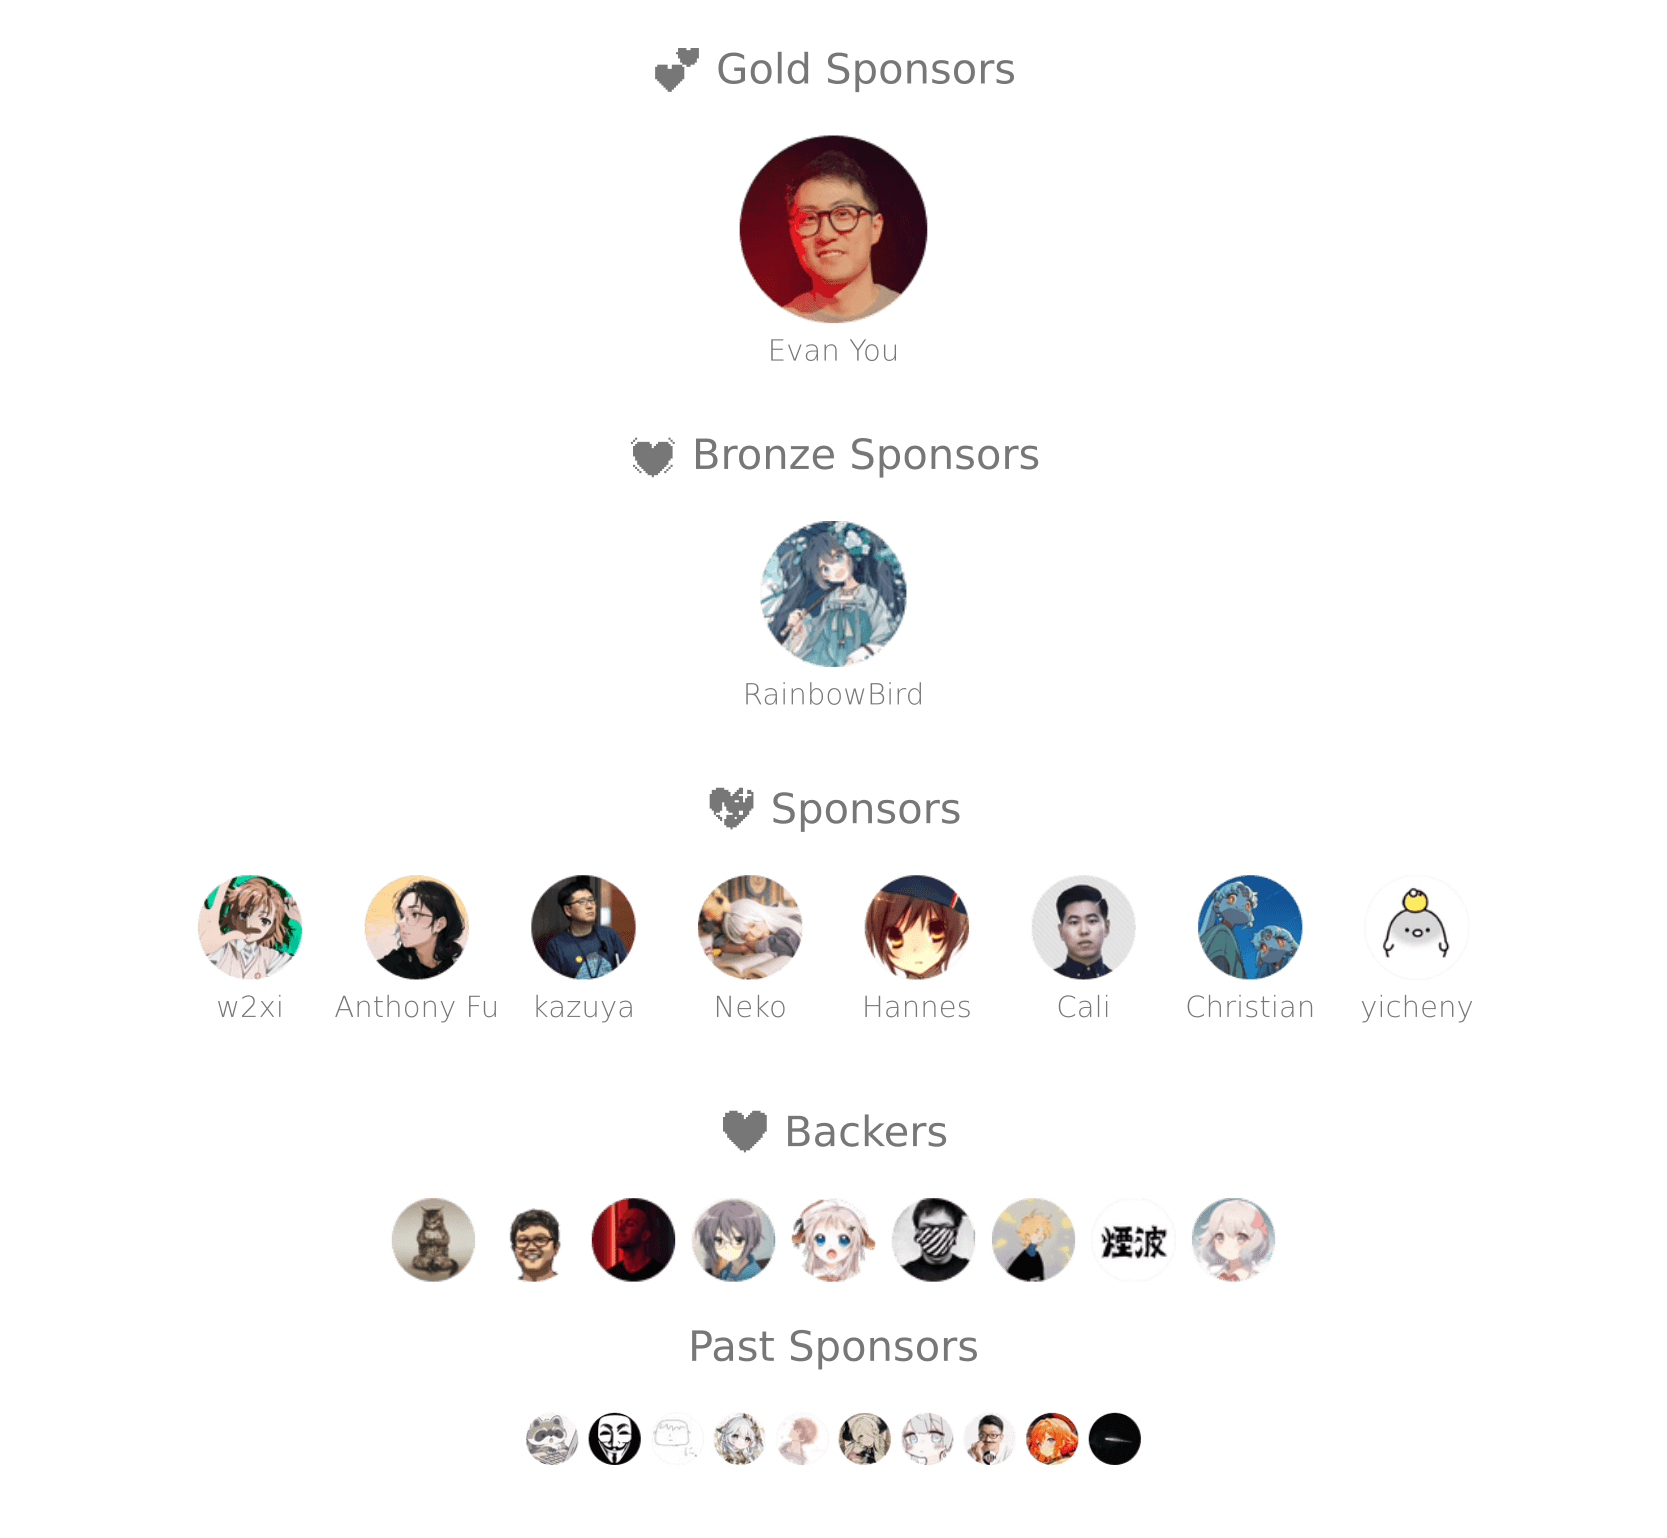 Gold Sponsors
Evan You
Bronze Sponsors
RainbowBird
Sponsors
w2xi Anthony Fu kazuya Neko Hannes Cali Christian yicheny
Backers
煙波
Past Sponsors